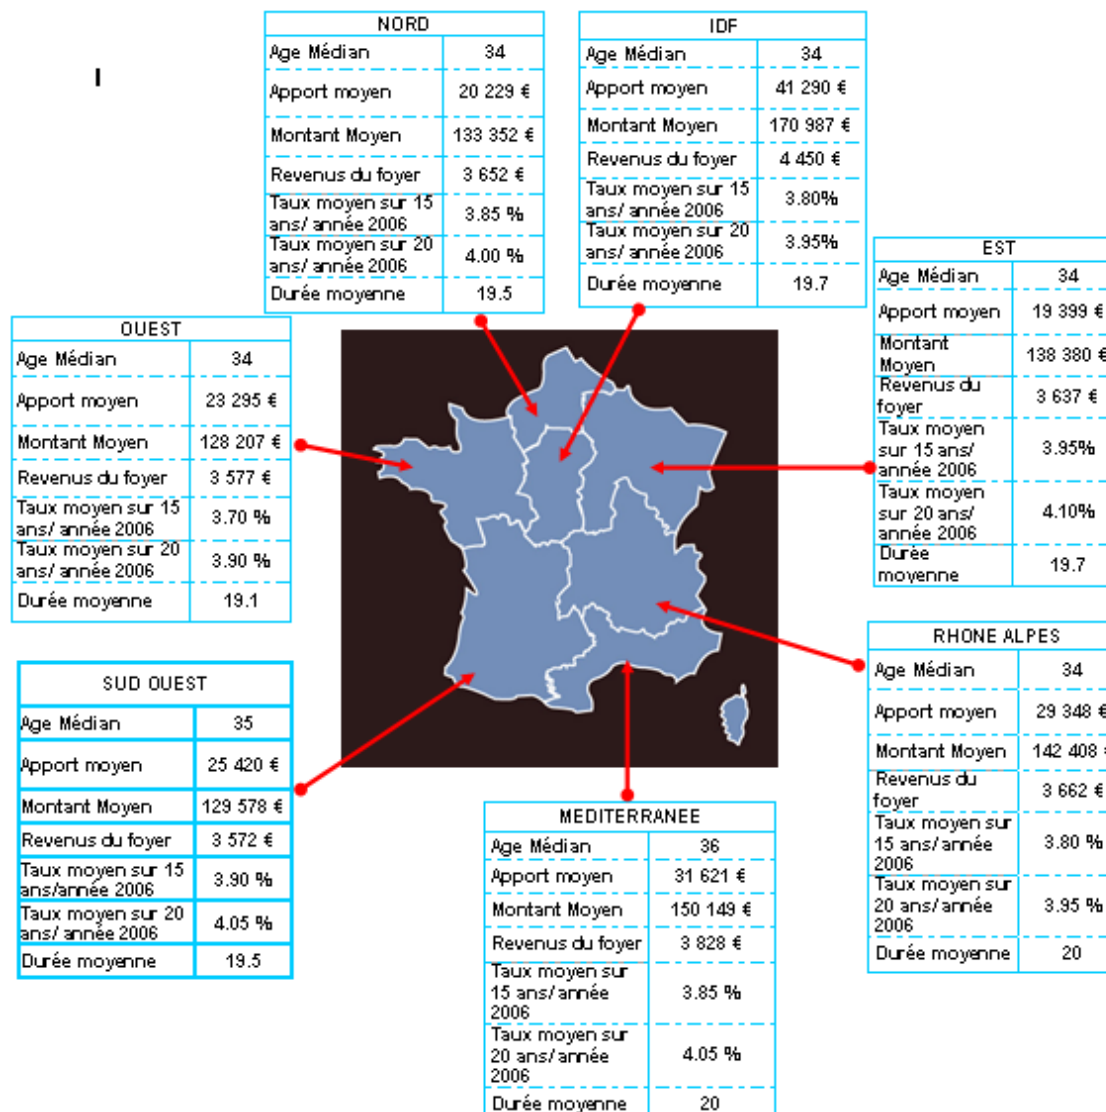 I
NORD
Age Médian 34
Apport moyen 20 229 €
Montant Moyen 133 352 €
Revenus du foyer 3 652 €
Taux moyen sur 15
ans/ année 2006 3.85 %
Taux moyen sur 20
ans/ année 2006 4.00 %
Durée moyenne 19.5
IDF
Age Médian 34
Apport moyen 41 290 €
Montant Moyen 170 987 €
Revenus du foyer 4 450 €
Taux moyen sur 15
ans/ année 2006 3.80%
Taux moyen sur 20
ans/ année 2006 3.95%
Durée moyenne 19.7
EST
Age Médian 34
Apport moyen 19 399 €
Montant
Moyen 138 380 €
Revenus du
foyer 3 637 €
Taux moyen
sur 15 ans/
année 2006 3.95%
Taux moyen
sur 20 ans/
année 2006 4.10%
Durée
moyenne 19.7
OUEST
Age Médian 34
Apport moyen 23 295 €
Montant Moyen 128 207 €
Revenus du foyer 3 577 €
Taux moyen sur 15
ans/ année 2006 3.70 %
Taux moyen sur 20
ans/ année 2006 3.90 %
Durée moyenne 19.1
SUD OUEST
Age Médian 35
Apport moyen 25 420 €
Montant Moyen 129 578 €
Revenus du foyer 3 572 €
Taux moyen sur 15
ans/année 2006 3.90 %
Taux moyen sur 20
ans/ année 2006 4.05 %
Durée moyenne 19.5
RHONE ALPES
Age Médian 34
Apport moyen 29 348 €
Montant Moyen 142 408 €
Revenus du
foyer 3 662 €
Taux moyen sur
15 ans/ année
2006 3.80 %
Taux moyen sur
20 ans/ année
2006 3.95 %
Durée moyenne 20
MEDITERRANEE
Age Médian 36
Apport moyen 31 621 €
Montant Moyen 150 149 €
Revenus du foyer 3 828 €
Taux moyen sur
15 ans/ année
2006 3.85 %
Taux moyen sur
20 ans/ année
2006 4.05 %
Durée moyenne 20